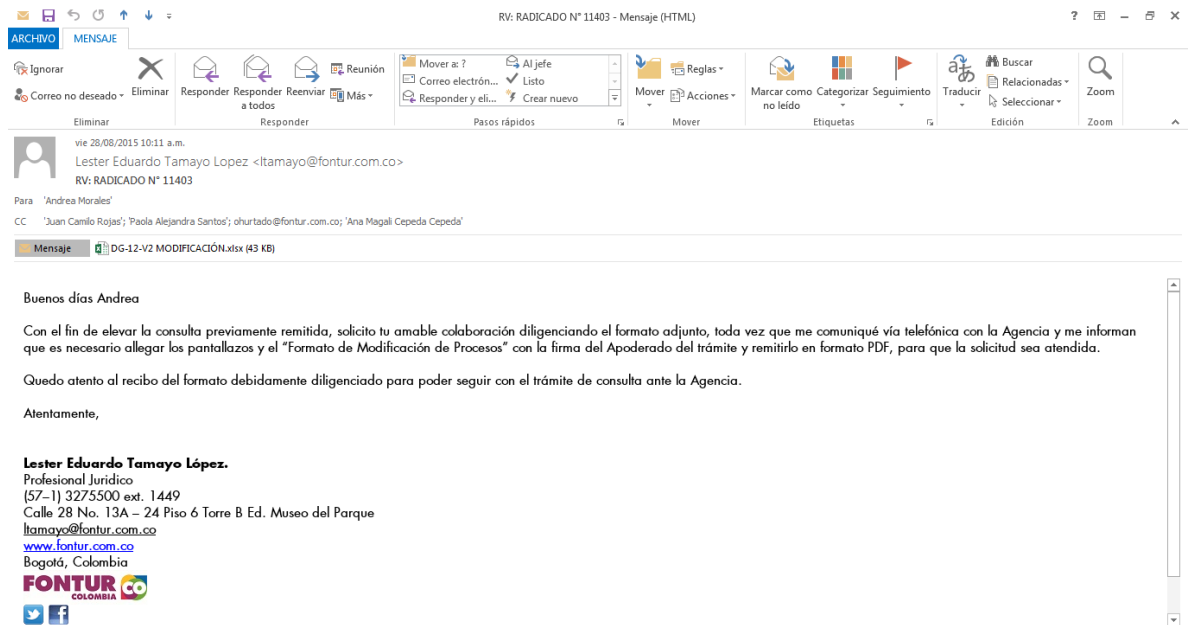 RV: RADICADO N° 11403 - Mensaje (HTML)
ARCHIVO MENSAJE
Ignorar
Correo no deseado
Eliminar
Eliminar
Responder
Responder a todos
Reenviar
Reunión
Más
Responder
Mover a: ?
Al jefe
Correo electrón...
Listo
Responder y eli...
Crear nuevo
Pasos rápidos
Mover
Reglas
Acciones
Mover
Marcar como no leído
Categorizar
Seguimiento
Etiquetas
Traducir
Buscar
Relacionadas
Seleccionar
Edición
Zoom
Zoom
vie 28/08/2015 10:11 a.m.
Lester Eduardo Tamayo Lopez <ltamayo@fontur.com.co>
RV: RADICADO N° 11403
Para 'Andrea Morales'
CC 'Juan Camilo Rojas'; 'Paola Alejandra Santos'; ohurtado@fontur.com.co; 'Ana Magali Cepeda Cepeda'
Mensaje DG-12-V2 MODIFICACIÓN.xlsx (43 KB)
Buenos días Andrea
Con el fin de elevar la consulta previamente remitida, solicito tu amable colaboración diligenciando el formato adjunto, toda vez que me comuniqué vía telefónica con la Agencia y me informan
que es necesario allegar los pantallazos y el “Formato de Modificación de Procesos” con la firma del Apoderado del trámite y remitirlo en formato PDF, para que la solicitud sea atendida.
Quedo atento al recibo del formato debidamente diligenciado para poder seguir con el trámite de consulta ante la Agencia.
Atentamente,
Lester Eduardo Tamayo López.
Profesional Juridico
(57–1) 3275500 ext. 1449
Calle 28 No. 13A – 24 Piso 6 Torre B Ed. Museo del Parque
ltamayo@fontur.com.co
www.fontur.com.co
Bogotá, Colombia
FONTUR CO
COLOMBIA